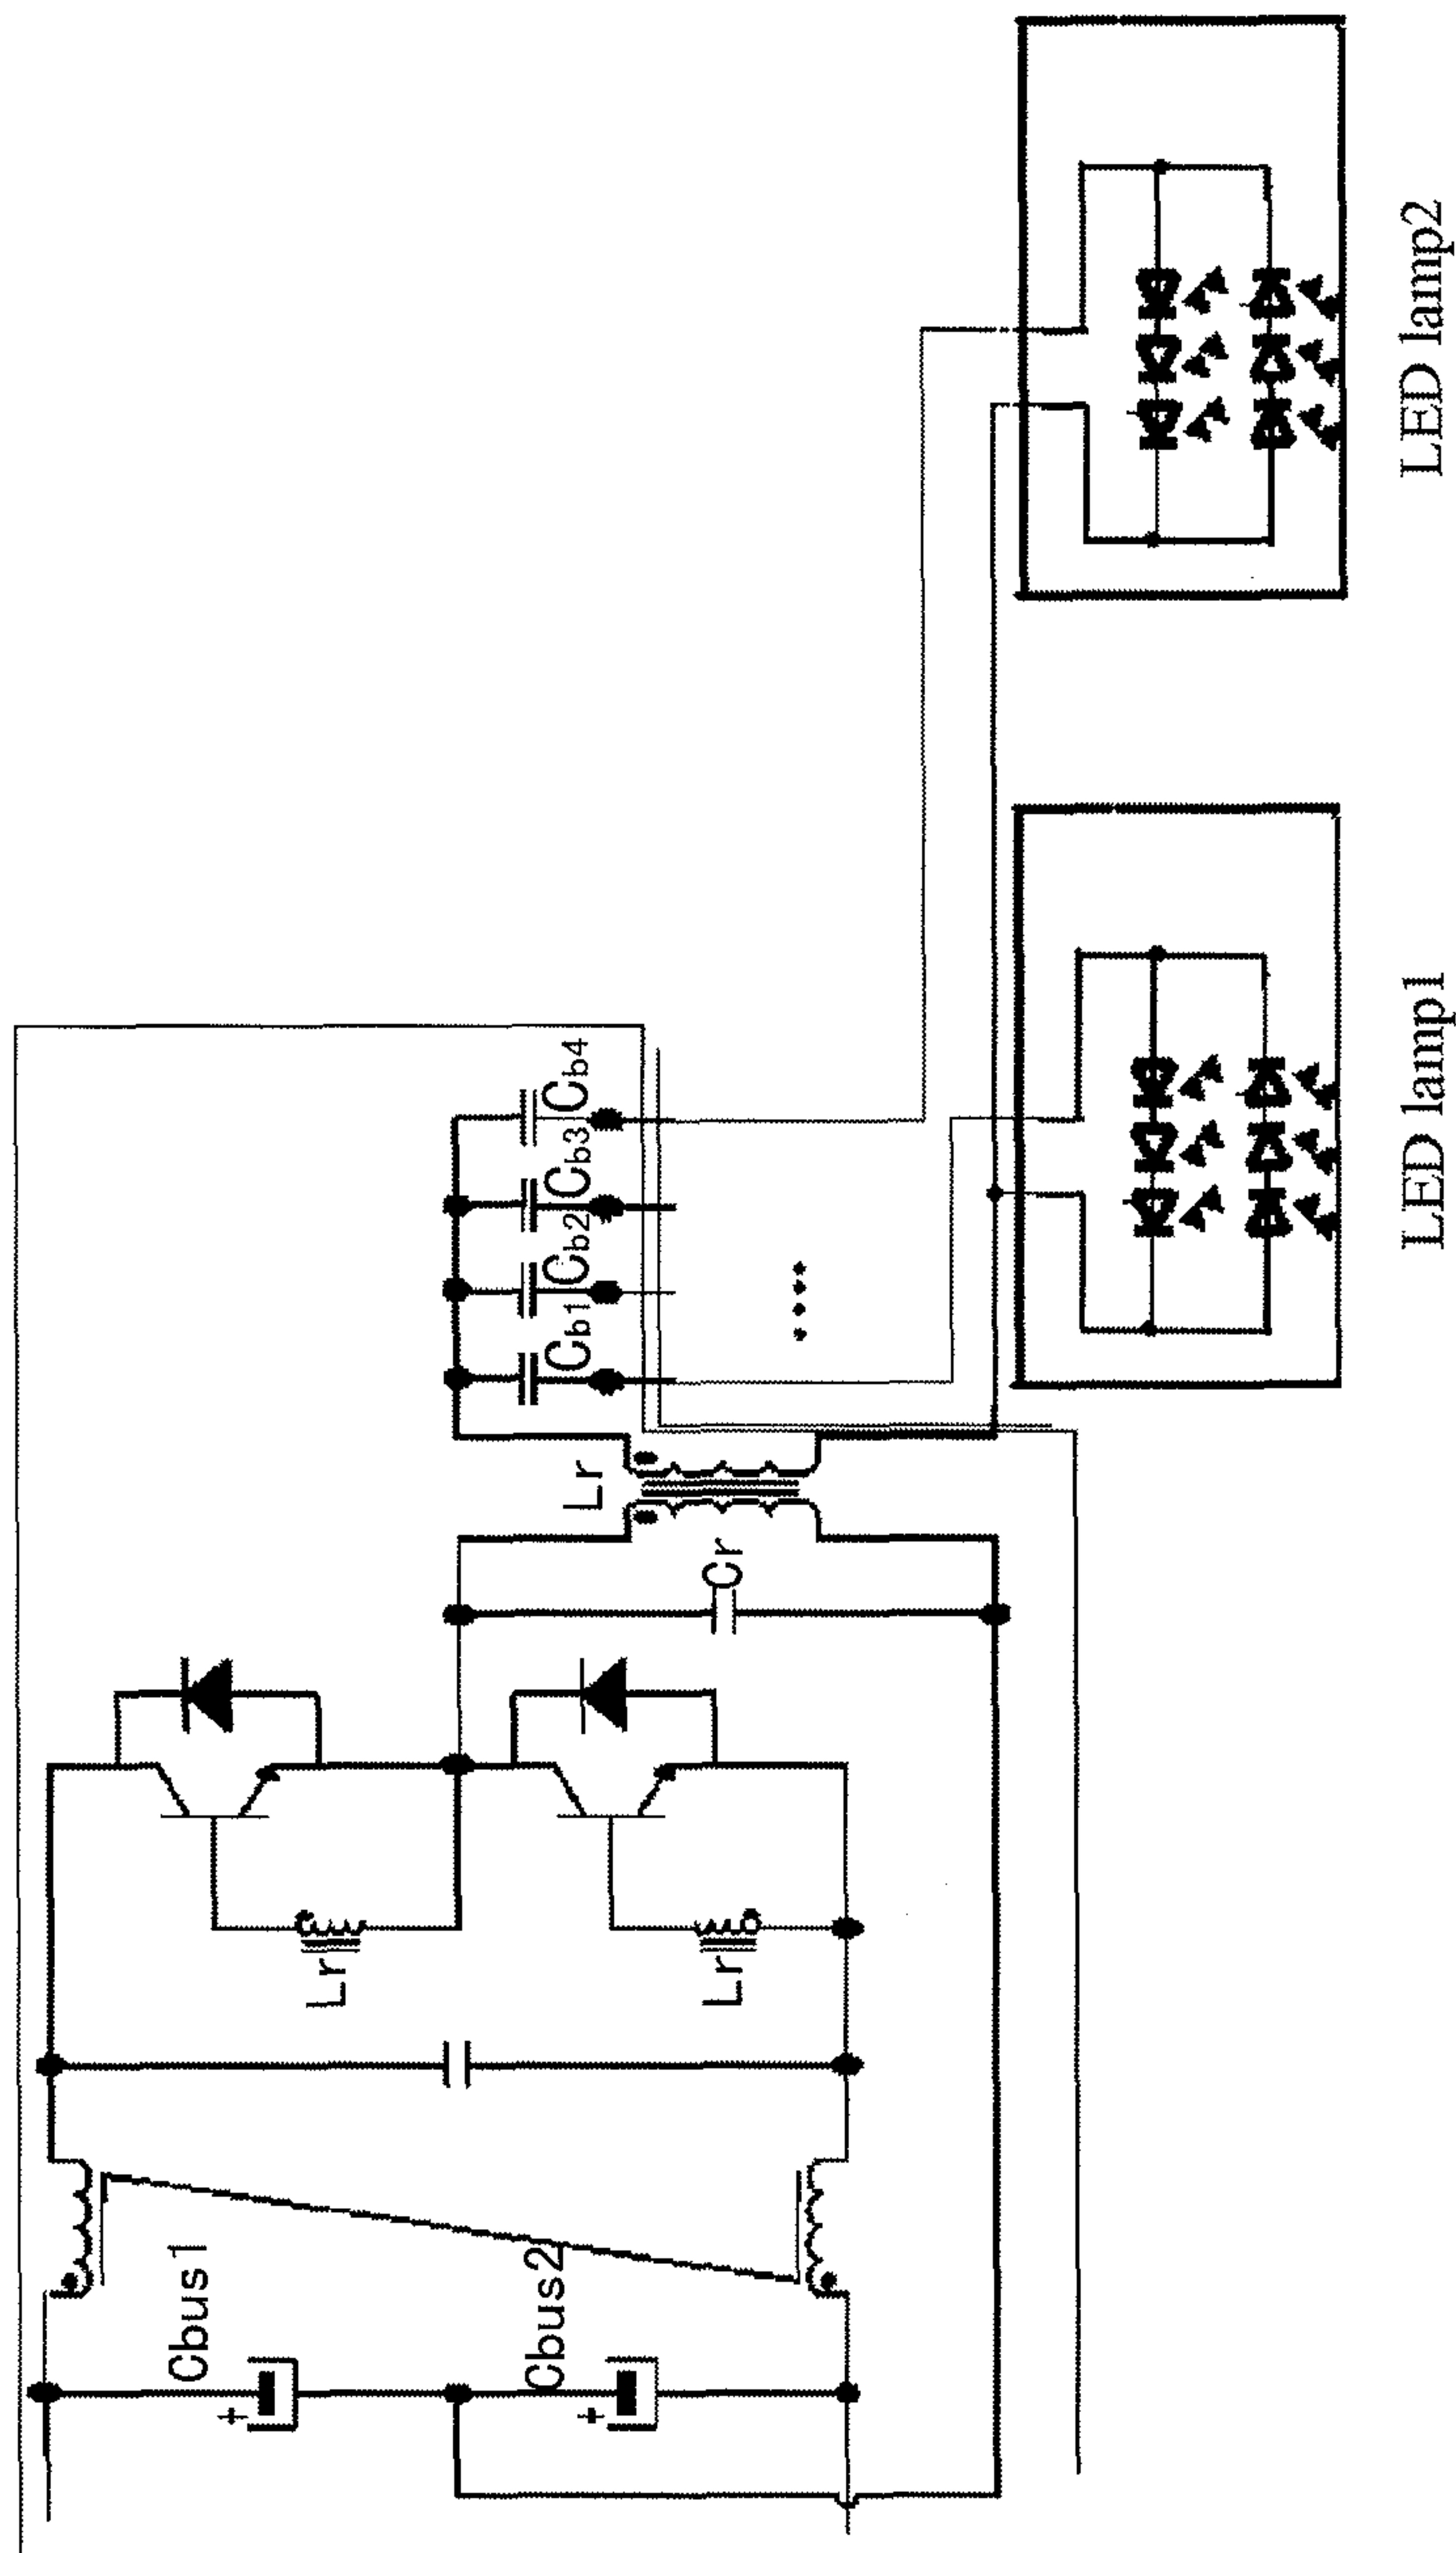 Cbus1
Cbus2
+
+
Lr
Lr
Cr
Lr
Cb1
Cb2
Cb3
Cb4
LED lamp1
LED lamp2